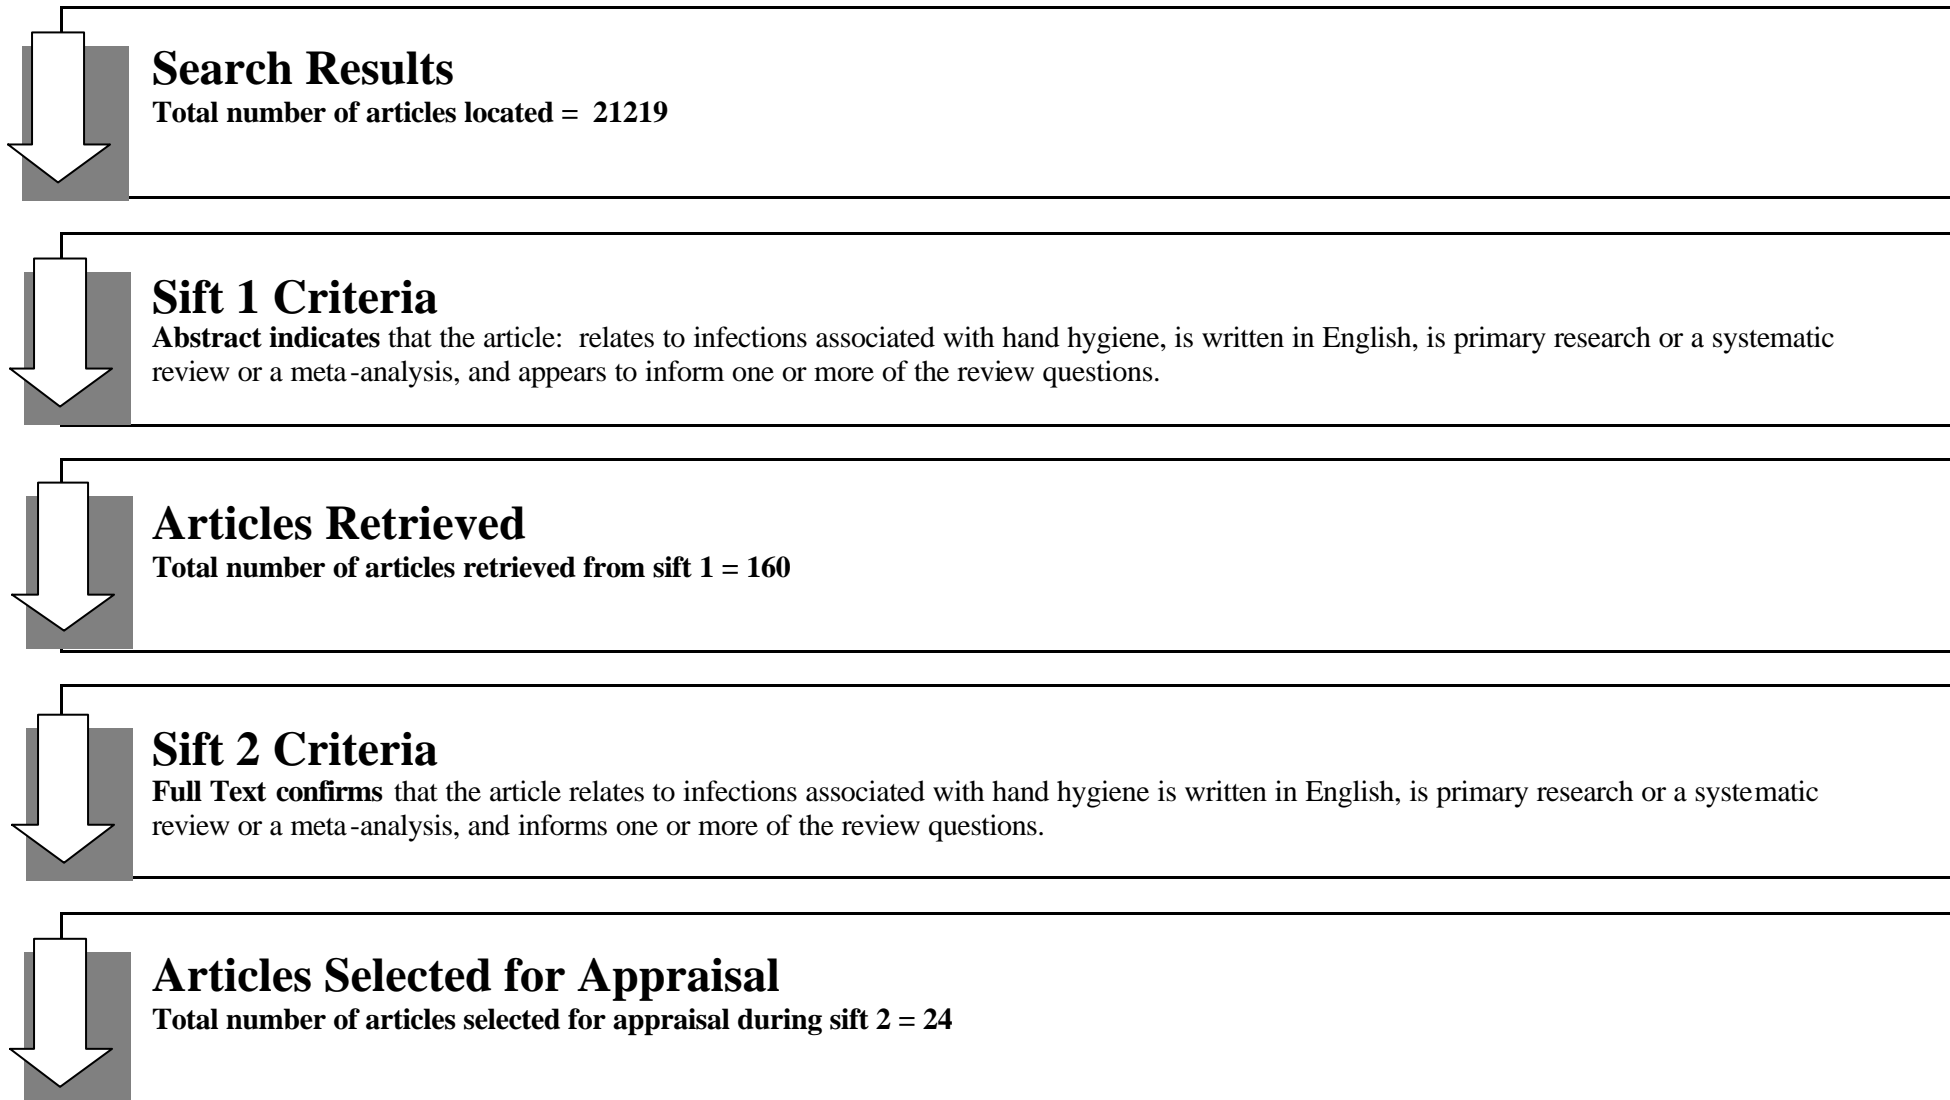 Search Results
Total number of articles located = 21219
Sift 1 Criteria
Abstract indicates that the article: relates to infections associated with hand hygiene, is written in English, is primary research or a systematic
review or a meta-analysis, and appears to inform one or more of the review questions.
Articles Retrieved
Total number of articles retrieved from sift 1 = 160
Sift 2 Criteria
Full Text confirms that the article relates to infections associated with hand hygiene is written in English, is primary research or a systematic
review or a meta-analysis, and informs one or more of the review questions.
Articles Selected for Appraisal
Total number of articles selected for appraisal during sift 2 = 24